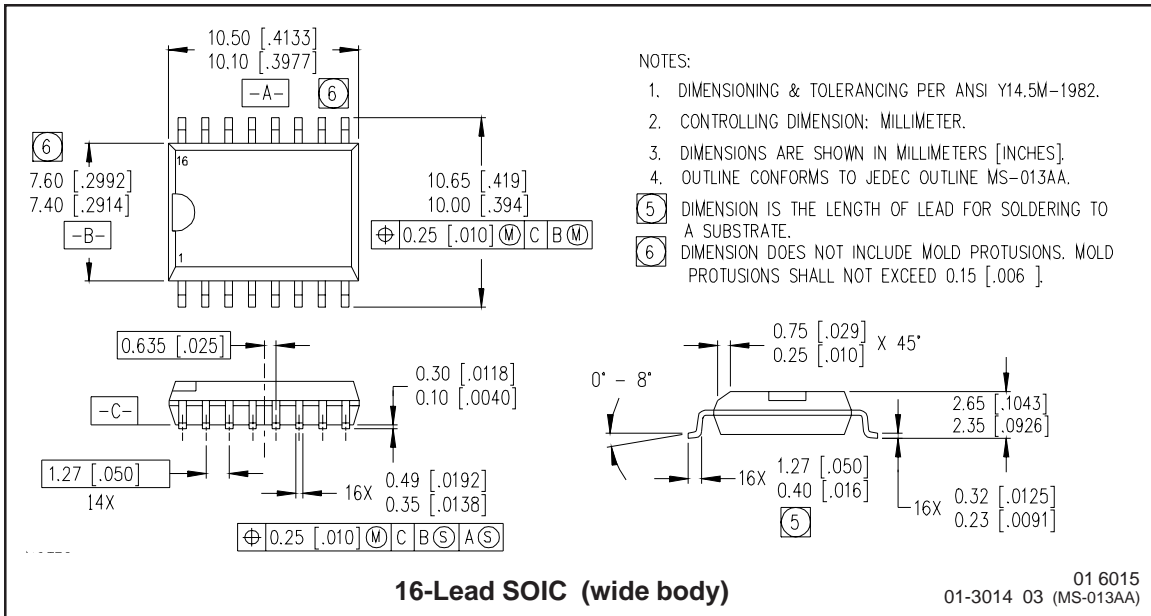 10.50 [.4133]
10.10 [.3977]
-A-
6
6
7.60 [.2992]
7.40 [.2914]
-B-
16
1
10.65 [.419]
10.00 [.394]
⌖ 0.25 [.010] Ⓜ C B Ⓜ
NOTES:
1. DIMENSIONING & TOLERANCING PER ANSI Y14.5M-1982.
2. CONTROLLING DIMENSION: MILLIMETER.
3. DIMENSIONS ARE SHOWN IN MILLIMETERS [INCHES].
4. OUTLINE CONFORMS TO JEDEC OUTLINE MS-013AA.
5 DIMENSION IS THE LENGTH OF LEAD FOR SOLDERING TO
A SUBSTRATE.
6 DIMENSION DOES NOT INCLUDE MOLD PROTUSIONS. MOLD
PROTUSIONS SHALL NOT EXCEED 0.15 [.006 ].
0.635 [.025]
-C-
0.30 [.0118]
0.10 [.0040]
1.27 [.050]
14X
16X 0.49 [.0192]
0.35 [.0138]
⌖ 0.25 [.010] Ⓜ C B Ⓢ A Ⓢ
0.75 [.029]
0.25 [.010] X 45°
0° - 8°
2.65 [.1043]
2.35 [.0926]
16X 1.27 [.050]
0.40 [.016]
5
16X 0.32 [.0125]
0.23 [.0091]
16-Lead SOIC (wide body)
01 6015
01-3014 03 (MS-013AA)